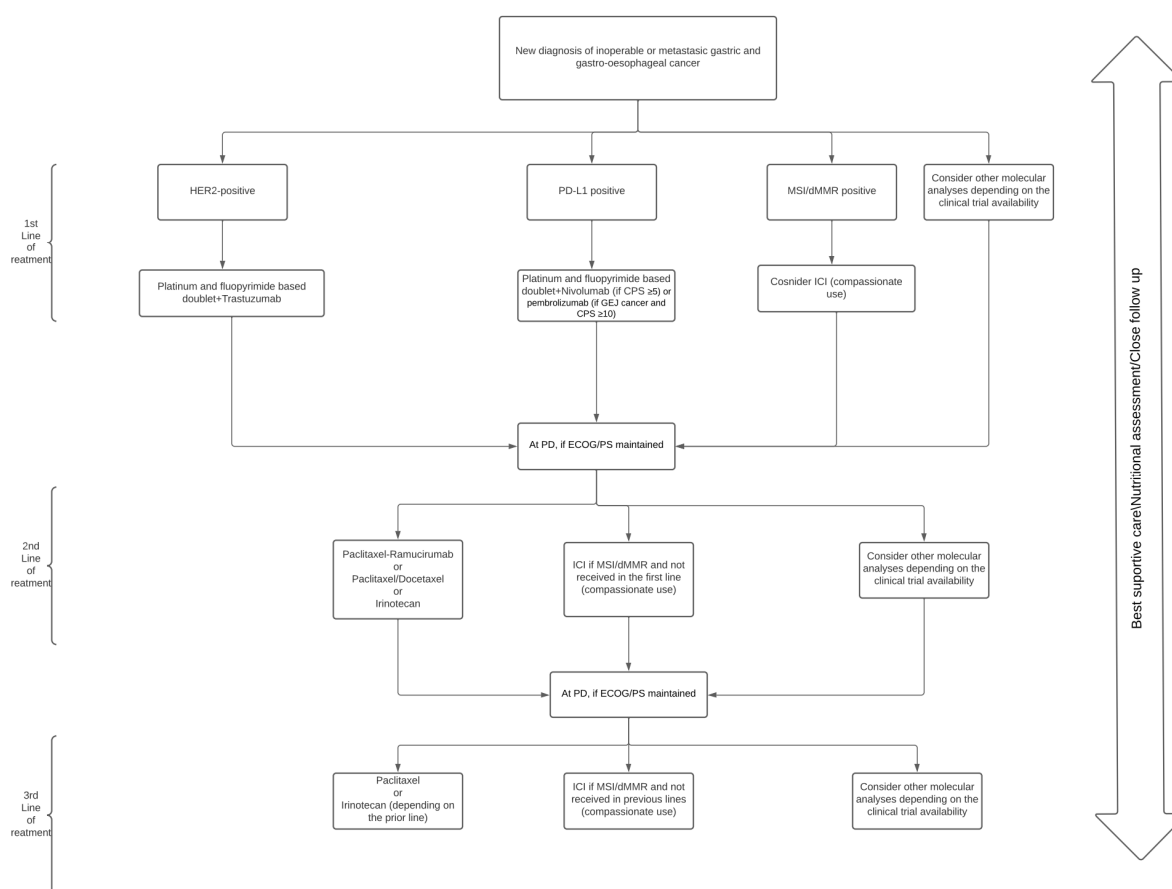 New diagnosis of inoperable or metastasic gastric and
gastro-oesophageal cancer
1st
Line
of
reatment
HER2-positive
PD-L1 positive
MSI/dMMR positive
Consider other molecular
analyses depending on the
clinical trial availability
Platinum and fluopyrimide based
doublet+Trastuzumab
Platinum and fluopyrimide based
doublet+Nivolumab (if CPS ≥5) or
pembrolizumab (if GEJ cancer and
CPS ≥10)
Cosnider ICI (compassionate
use)
At PD, if ECOG/PS maintained
2nd
Line
of
reatment
Paclitaxel-Ramucirumab
or
Paclitaxel/Docetaxel
or
Irinotecan
ICI if MSI/dMMR and not
received in the first line
(compassionate use)
Consider other molecular
analyses depending on the
clinical trial availability
At PD, if ECOG/PS maintained
3rd
Line
of
reatment
Paclitaxel
or
Irinotecan (depending on
the prior line)
ICI if MSI/dMMR and not
received in previous lines
(compassionate use)
Consider other molecular
analyses depending on the
clinical trial availability
Best suportive care\Nutritional assessment/Close follow up